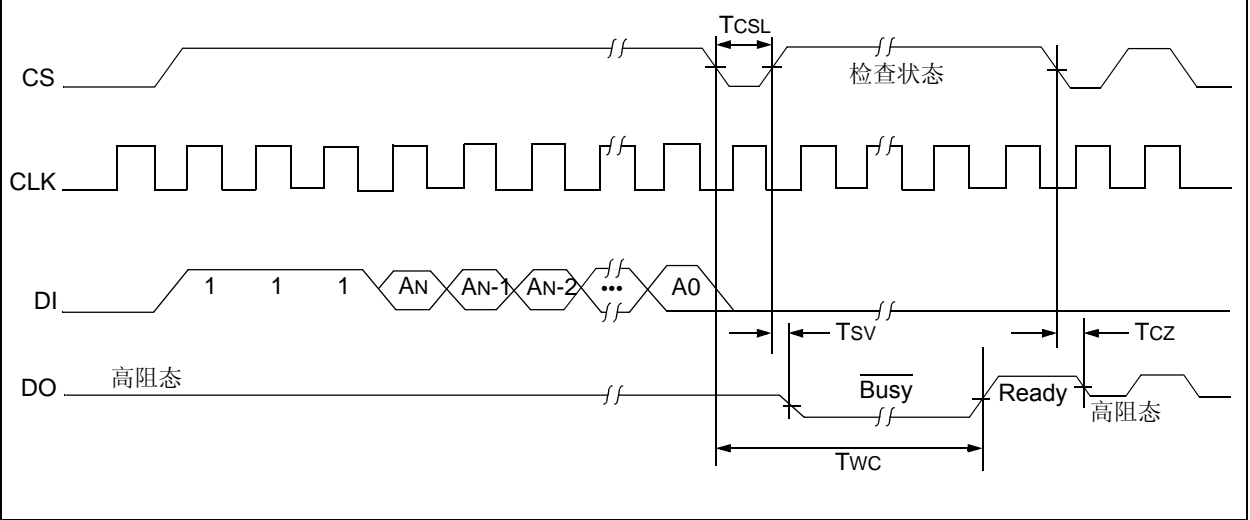 TCSL
CS
检查状态
CLK
DI
1 1 1 AN AN-1 AN-2 ••• A0
TSV
TCZ
DO
高阻态
Busy
Ready
高阻态
TWC